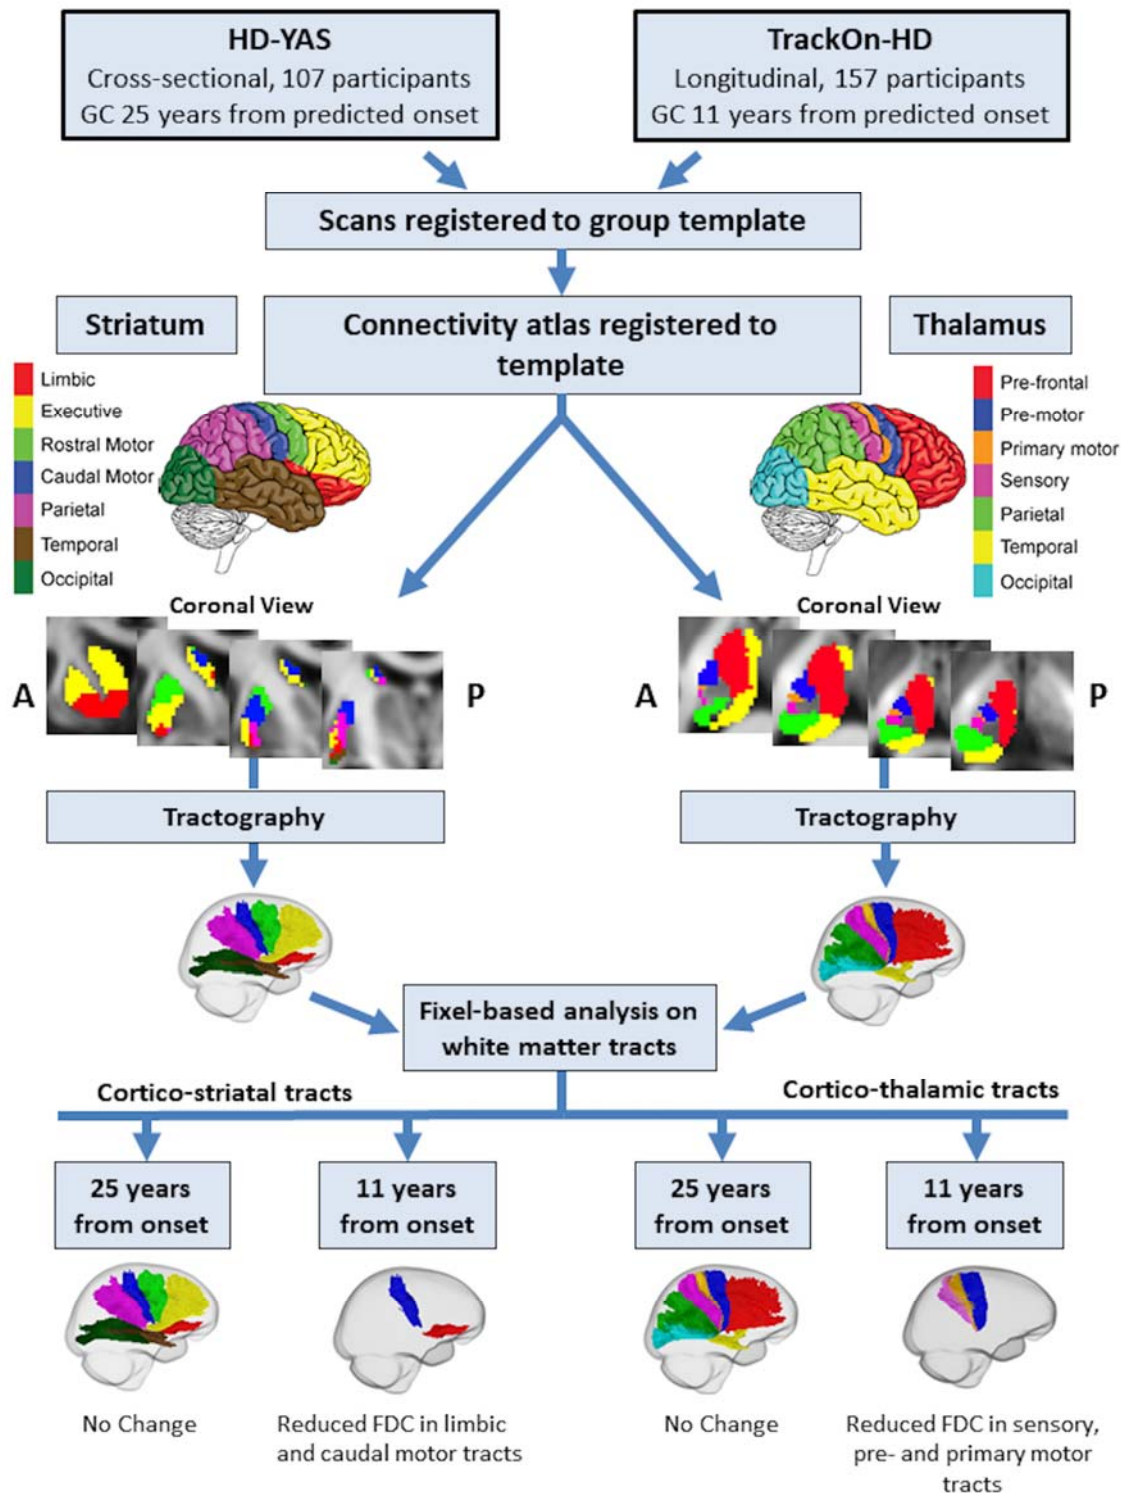 HD-YAS
Cross-sectional, 107 participants
GC 25 years from predicted onset
TrackOn-HD
Longitudinal, 157 participants
GC 11 years from predicted onset
Scans registered to group template
Striatum
Connectivity atlas registered to
template
Thalamus
Limbic
Executive
Rostral Motor
Caudal Motor
Parietal
Temporal
Occipital
Pre-frontal
Pre-motor
Primary motor
Sensory
Parietal
Temporal
Occipital
Coronal View
A
P
Coronal View
A
P
Tractography
Tractography
Fixel-based analysis on
white matter tracts
Cortico-striatal tracts
Cortico-thalamic tracts
25 years
from onset
11 years
from onset
25 years
from onset
11 years
from onset
No Change
Reduced FDC in limbic
and caudal motor tracts
No Change
Reduced FDC in sensory,
pre- and primary motor
tracts